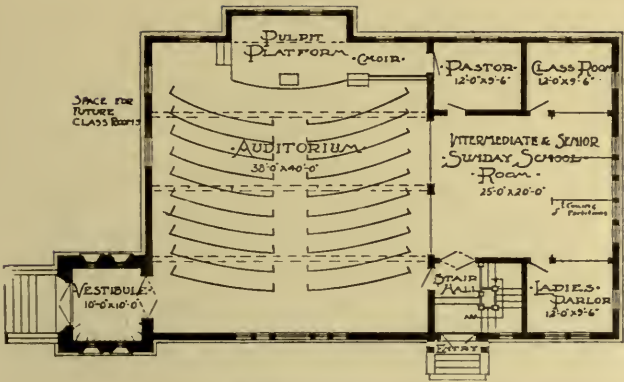 PULPIT
PLATFORM
·CHOIR·
·PASTOR·
12'-0"X9'-6"
CLASS ROOM
12'-0"X9'-6"
SPACE FOR
FUTURE
CLASS ROOMS
·AUDITORIUM·
38'-0"X40'-0"
INTERMEDIATE & SENIOR
·SUNDAY SCHOOL·
·ROOM·
25'-0"X20'-0"
PARTITIONS
·VESTIBULE·
10'-0"X10'-0"
STAIR
HALL
·LADIES
PARLOR·
12'-0"X9'-6"
·ENTRY·